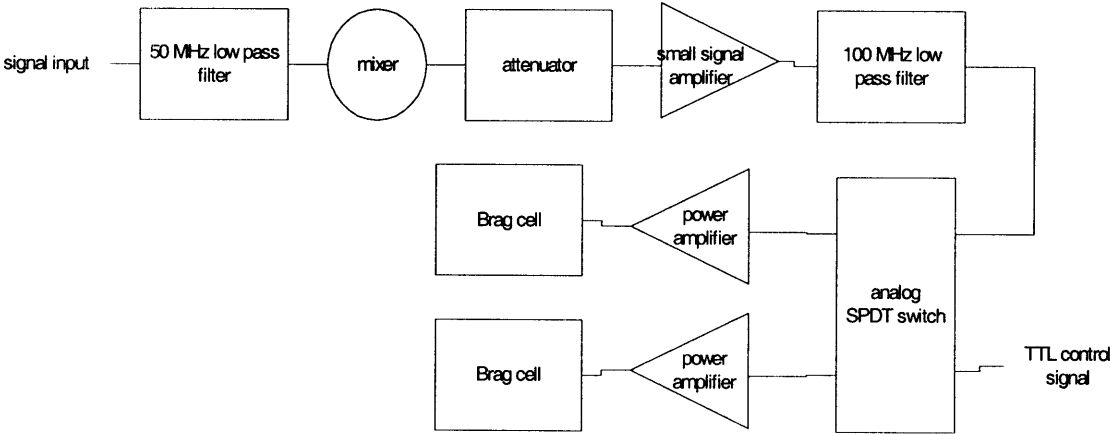 signal input
50 MHz low pass
filter
mixer
attenuator
small signal
amplifier
100 MHz low
pass filter
Brag cell
power
amplifier
analog
SPDT switch
Brag cell
power
amplifier
TTL control
signal